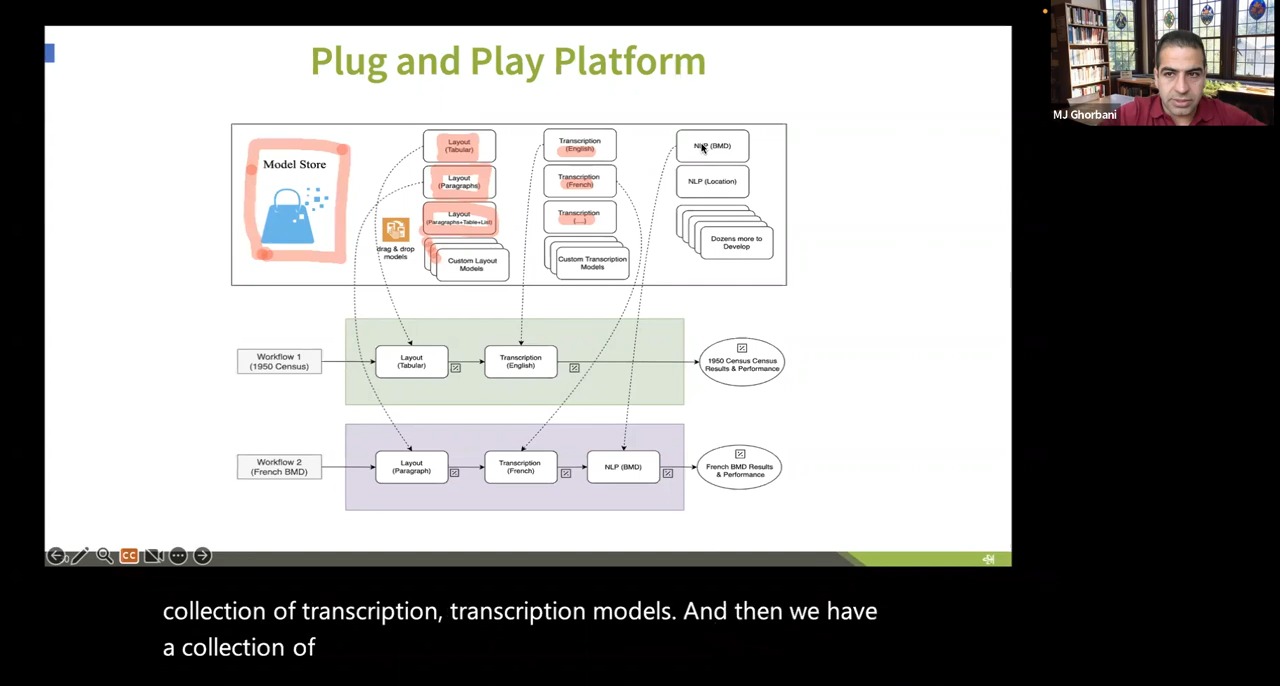 Plug and Play Platform
MJ Ghorbani
Model Store
drag & drop
models
Layout
(Tabular)
Layout
(Paragraphs)
Layout
(Paragraphs+Table+List)
Custom Layout
Models
Transcription
(English)
Transcription
(French)
Transcription
(....)
Custom Transcription
Models
NLP (BMD)
NLP (Location)
Dozens more to
Develop
Workflow 1
(1950 Census)
Layout
(Tabular)
Transcription
(English)
1950 Census Census
Results & Performance
Workflow 2
(French BMD)
Layout
(Paragraph)
Transcription
(French)
NLP (BMD)
French BMD Results
& Performance
CC
collection of transcription, transcription models. And then we have
a collection of